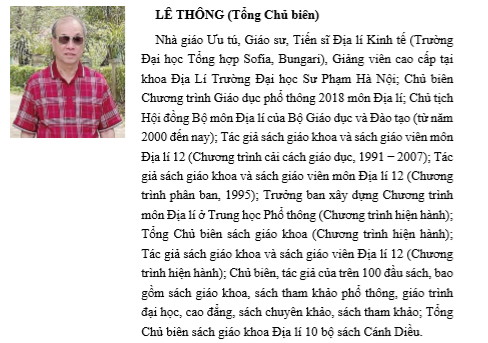 LÊ THÔNG (Tổng Chủ biên)
Nhà giáo Ưu tú, Giáo sư, Tiến sĩ Địa lí Kinh tế (Trường
Đại học Tổng hợp Sofia, Bungari), Giảng viên cao cấp tại
khoa Địa Lí Trường Đại học Sư Phạm Hà Nội; Chủ biên
Chương trình Giáo dục phổ thông 2018 môn Địa lí; Chủ tịch
Hội đồng Bộ môn Địa lí của Bộ Giáo dục và Đào tạo (từ năm
2000 đến nay); Tác giả sách giáo khoa và sách giáo viên môn
Địa lí 12 (Chương trình cải cách giáo dục, 1991 – 2007); Tác
giả sách giáo khoa và sách giáo viên môn Địa lí 12 (Chương
trình phân ban, 1995); Trưởng ban xây dựng Chương trình
môn Địa lí ở Trung học Phổ thông (Chương trình hiện hành);
Tổng Chủ biên sách giáo khoa (Chương trình hiện hành);
Tác giả sách giáo khoa và sách giáo viên Địa lí 12 (Chương
trình hiện hành); Chủ biên, tác giả của trên 100 đầu sách, bao
gồm sách giáo khoa, sách tham khảo phổ thông, giáo trình
đại học, cao đẳng, sách chuyên khảo, sách tham khảo; Tổng
Chủ biên sách giáo khoa Địa lí 10 bộ sách Cánh Diều.